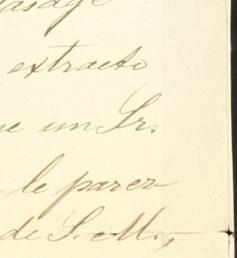 extracto
un Sr.
le parez
de S. M.,